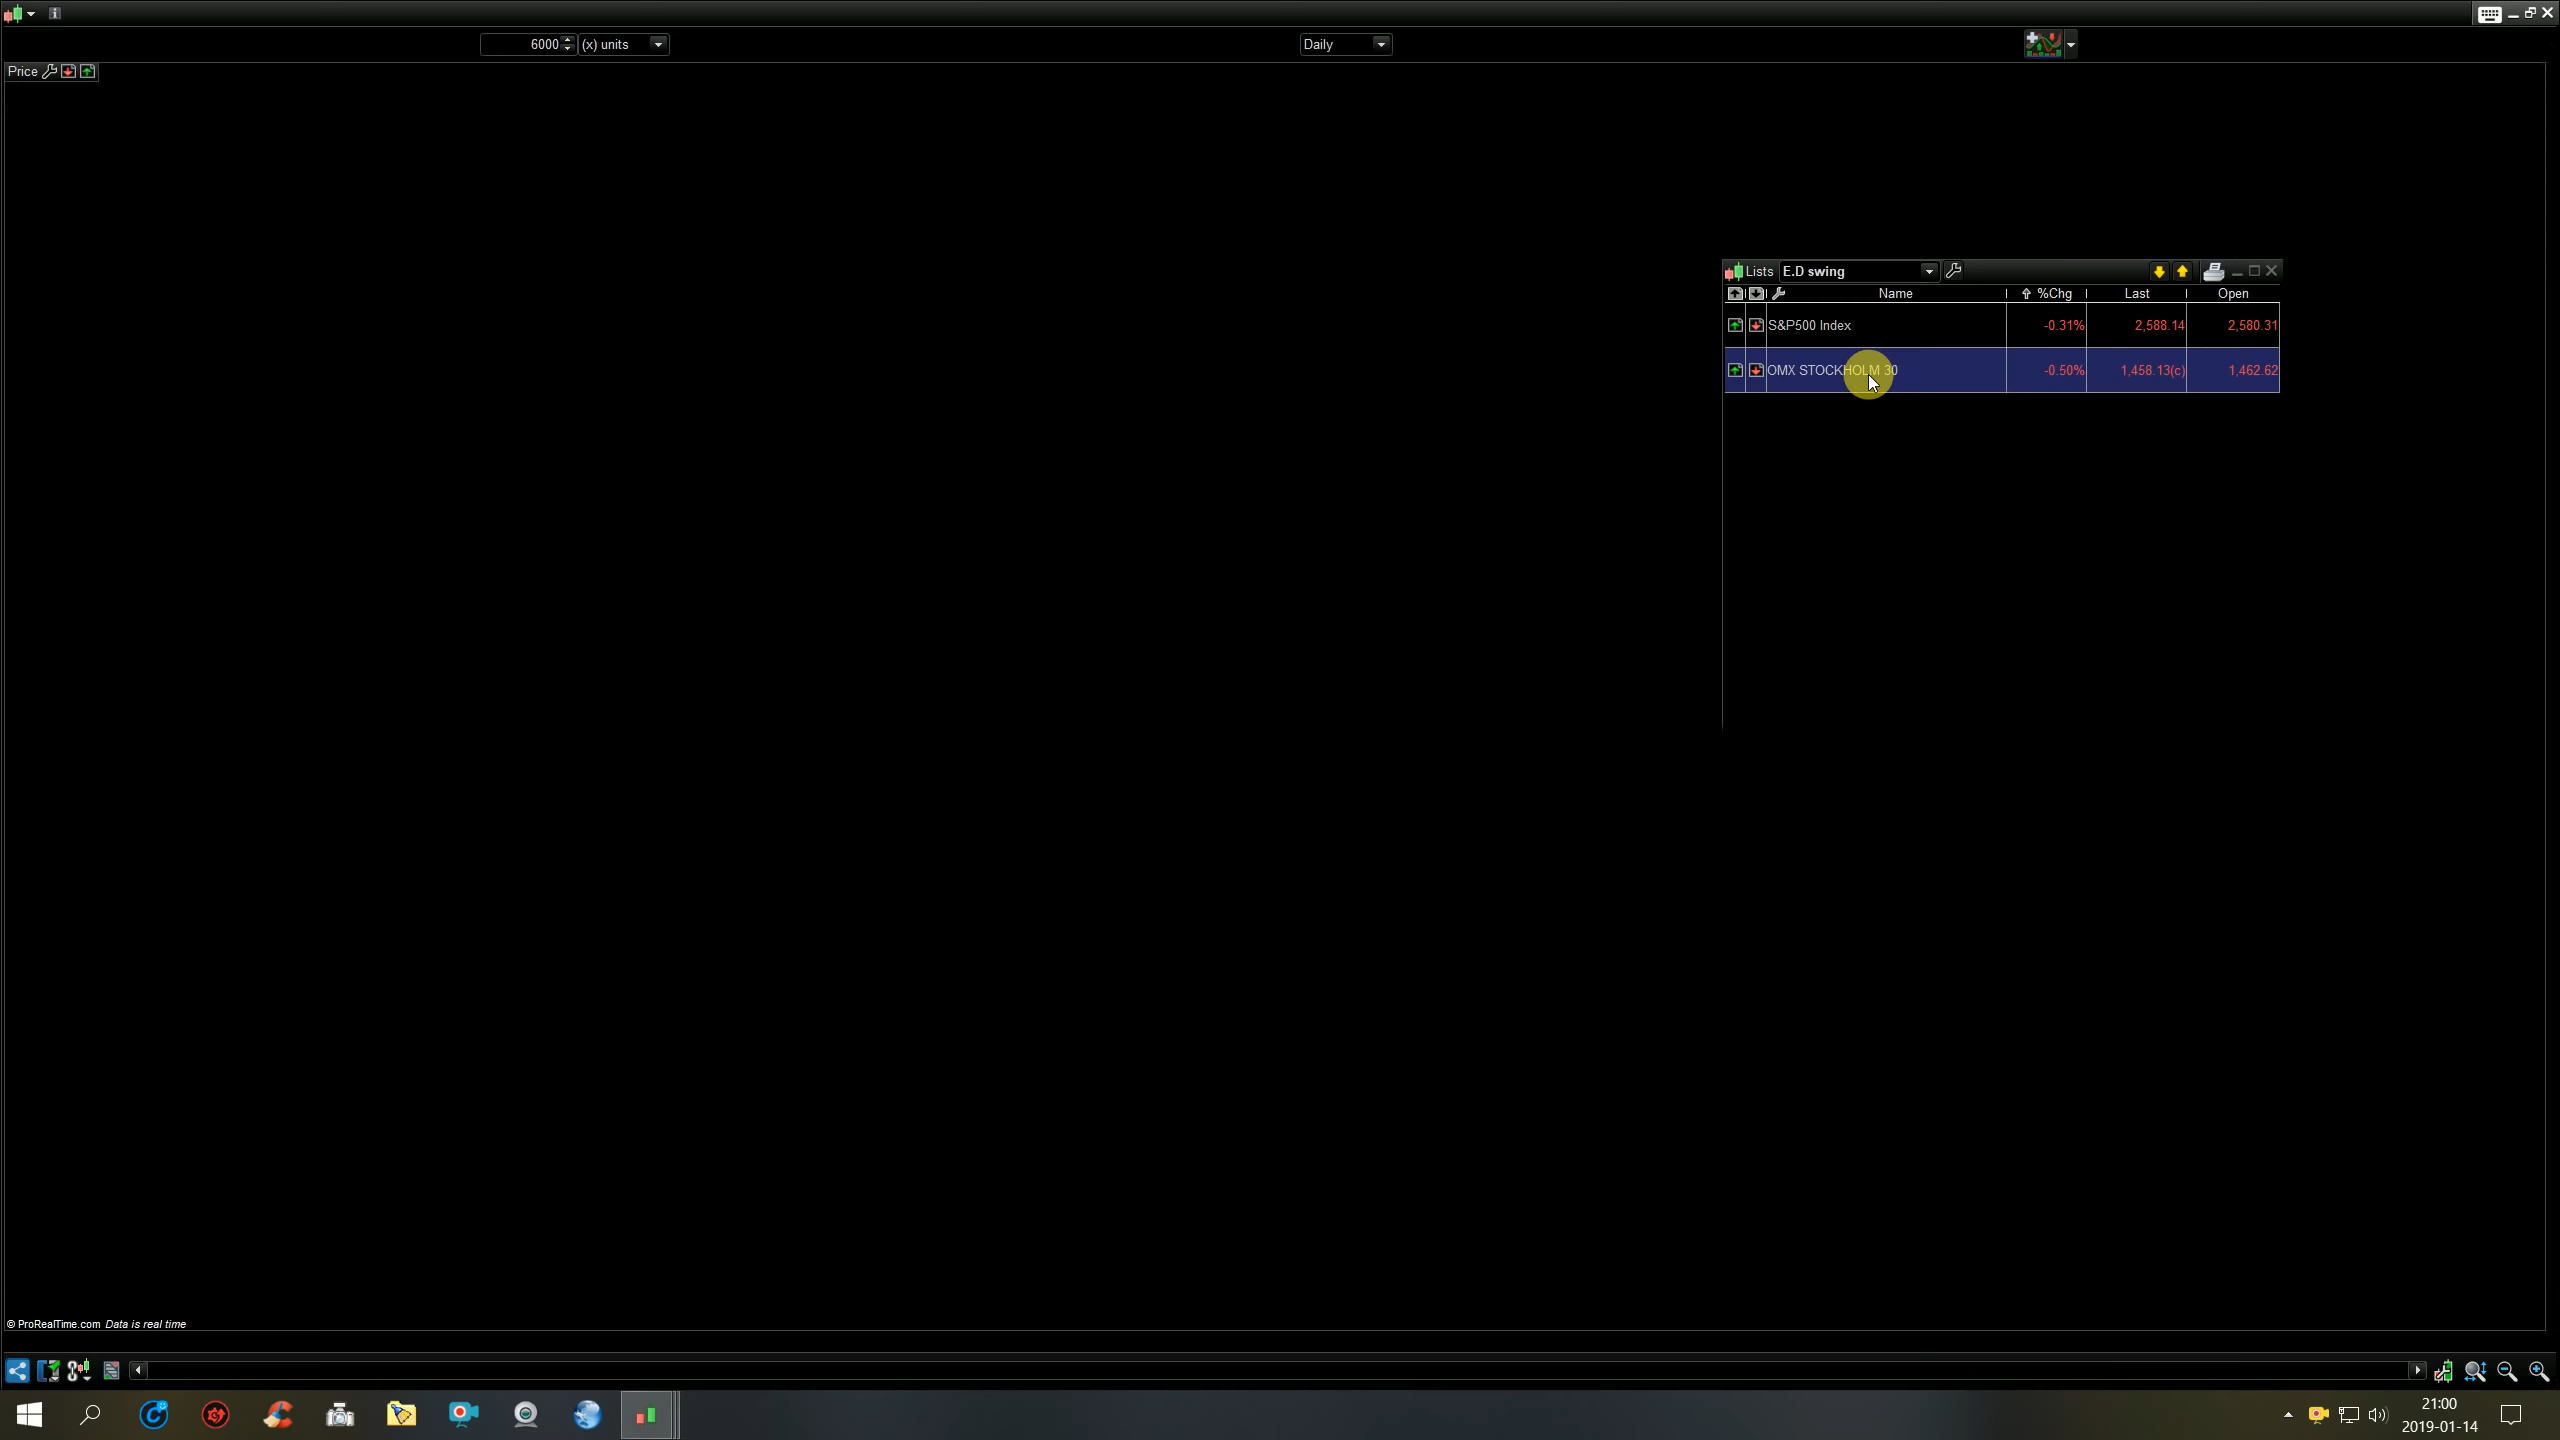 6000 (x) units Daily
Price
Lists E.D swing
Name %Chg Last Open
S&P500 Index -0.31% 2,588.14 2,580.31
OMX STOCKHOLM 30 -0.50% 1,458.13(c) 1,462.62
© ProRealTime.com Data is real time
21:00
2019-01-14